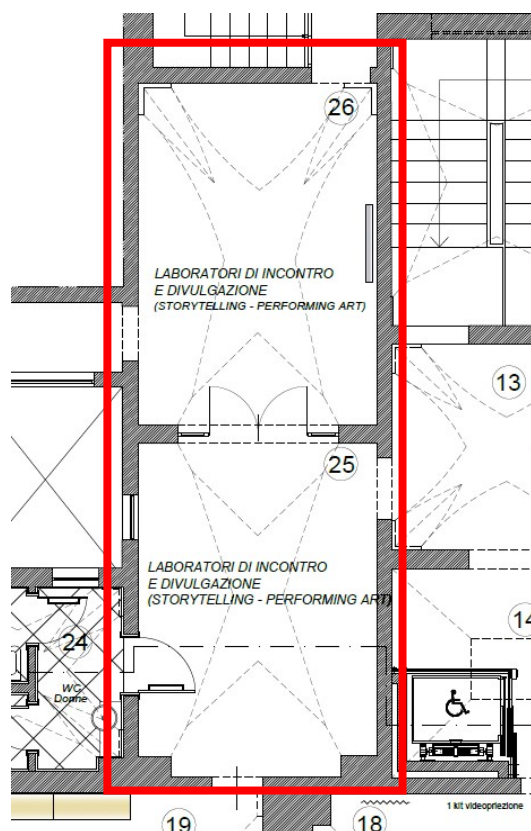 26
LABORATORI DI INCONTRO
E DIVULGAZIONE
(STORYTELLING - PERFORMING ART)
13
25
LABORATORI DI INCONTRO
E DIVULGAZIONE
(STORYTELLING - PERFORMING ART)
14
24
WC
Donne
1 kit videopriezione
19
18